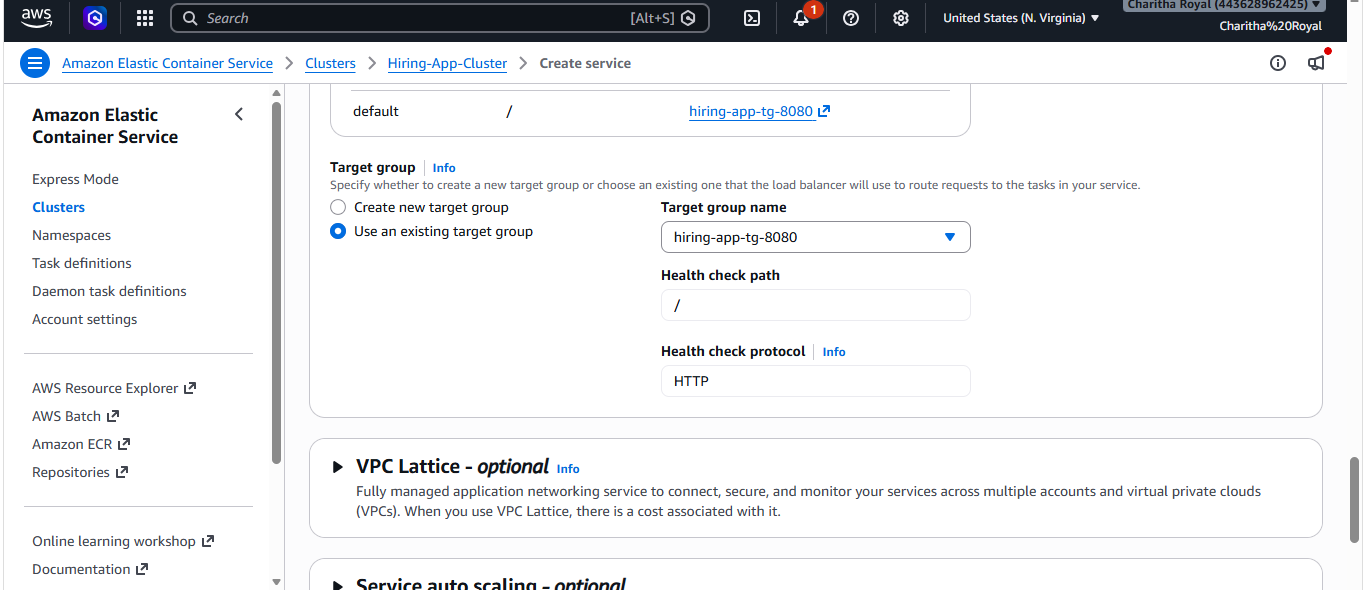 aws
Search [Alt+S]
1
United States (N. Virginia)
Charitha Royal (443628962425)
Charitha%20Royal
Amazon Elastic Container Service
Clusters
Hiring-App-Cluster
Create service
Amazon Elastic
Container Service
Express Mode
Clusters
Namespaces
Task definitions
Daemon task definitions
Account settings
AWS Resource Explorer
AWS Batch
Amazon ECR
Repositories
Online learning workshop
Documentation
default / hiring-app-tg-8080
Target group Info
Specify whether to create a new target group or choose an existing one that the load balancer will use to route requests to the tasks in your service.
Create new target group
Use an existing target group
Target group name
hiring-app-tg-8080
Health check path
/
Health check protocol Info
HTTP
VPC Lattice - optional Info
Fully managed application networking service to connect, secure, and monitor your services across multiple accounts and virtual private clouds
(VPCs). When you use VPC Lattice, there is a cost associated with it.
Service auto scaling - optional